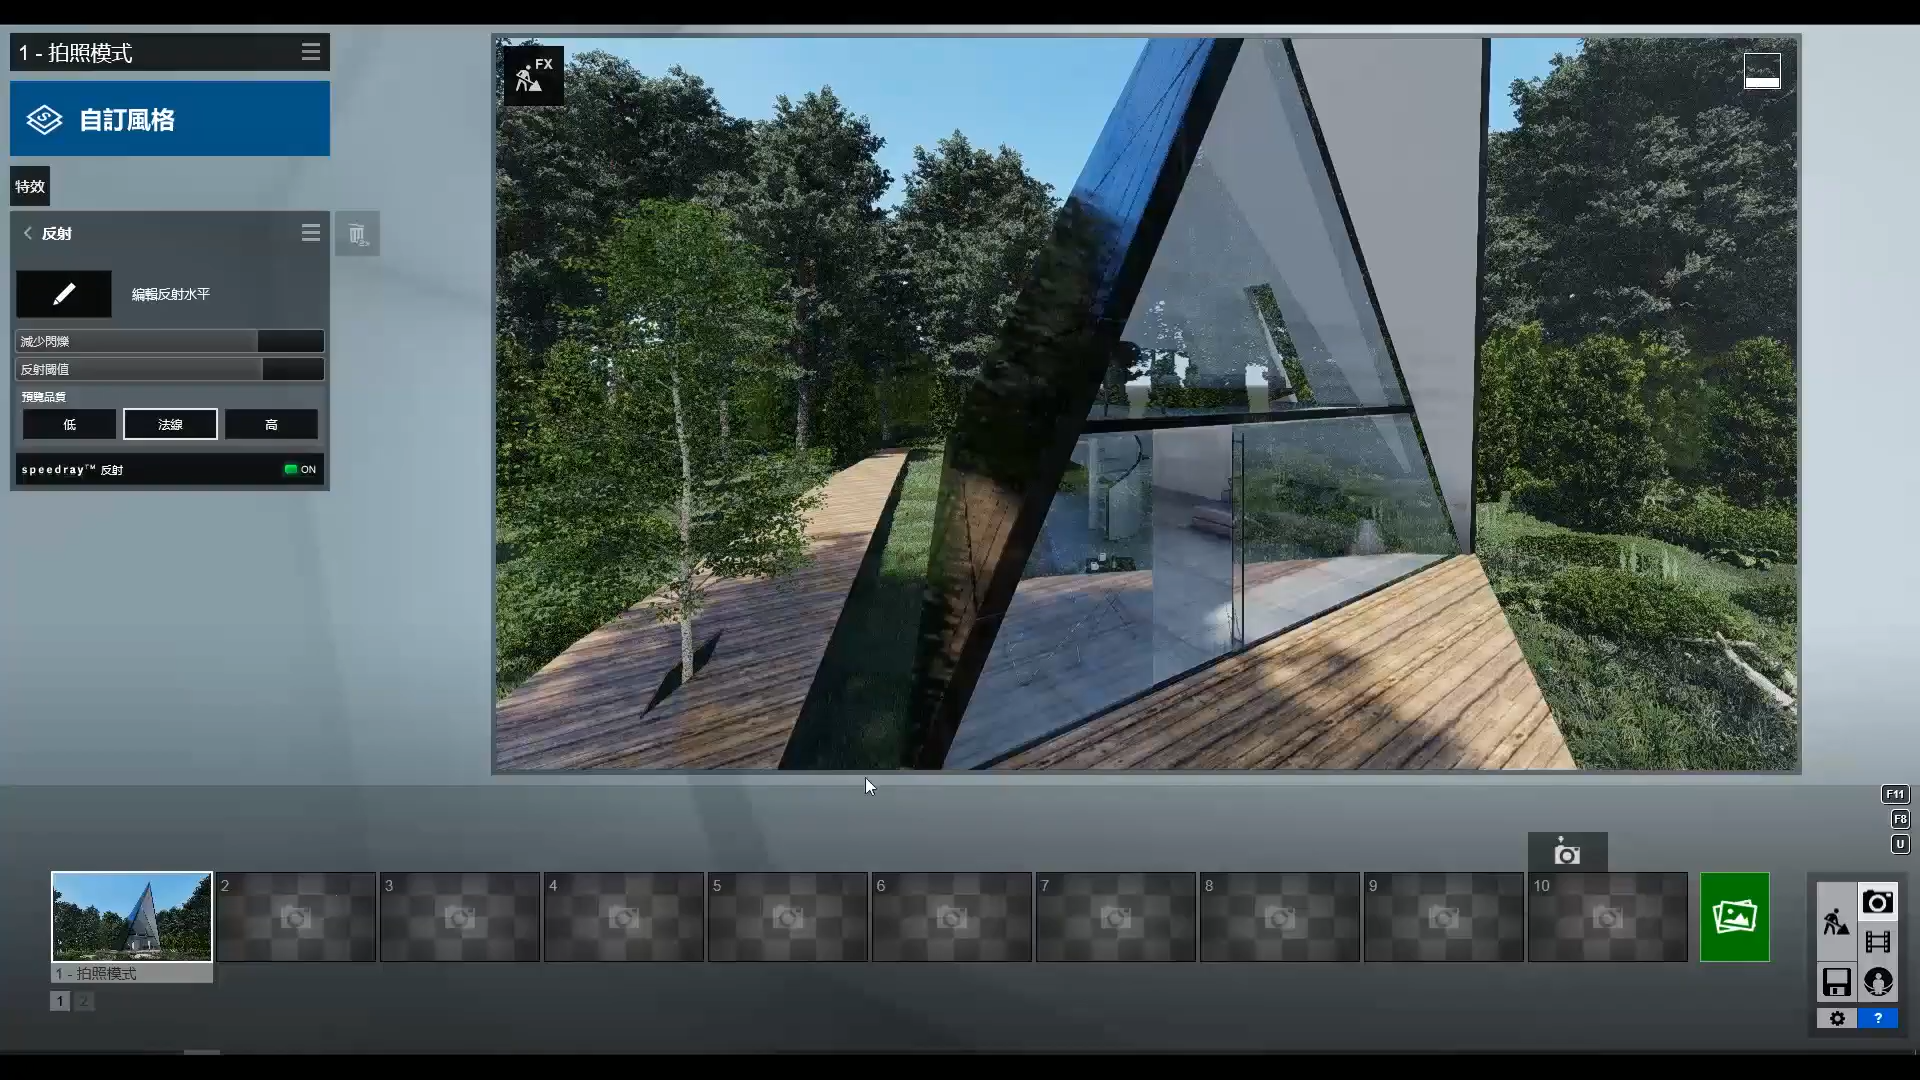 1 - 拍照模式
自訂風格
特效
反射
編輯反射水平
減少閃爍
反射閾值
預覽品質
低
法線
高
speedray™ 反射
ON
FX
F11
F8
U
2
3
4
5
6
7
8
9
10
1 - 拍照模式
1
2
?